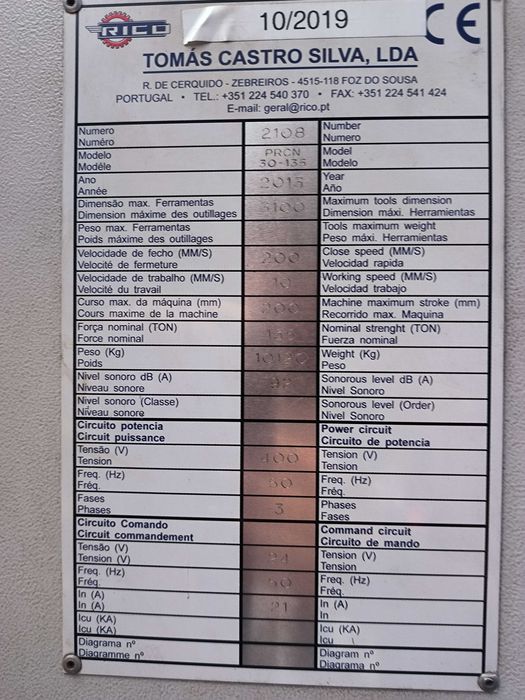 RICO
10/2019
CE
TOMÁS CASTRO SILVA, LDA
R. DE CERQUIDO - ZEBREIROS - 4515-118 FOZ DO SOUSA
PORTUGAL • TEL.: +351 224 540 370 • FAX: +351 224 541 424
E-mail: geral@rico.pt
Numero 2108 Number
Numéro Numero
Modelo PRCN Model
Modéle 30-135 Modelo
Ano 2015 Year
Année Año
Dimensão max. Ferramentas 3100 Maximum tools dimension
Dimension máxime des outillages Dimension máxi. Herramientas
Peso max. Ferramentas Tools maximum weight
Poids máxime des outillages Peso máxi. Herramientas
Velocidade de fecho (MM/S) 200 Close speed (MM/S)
Velocité de fermeture Velocidad rapida
Velocidade de trabalho (MM/S) 10 Working speed (MM/S)
Velocité du travail Velocidad trabajo
Curso max. da máquina (mm) 200 Machine maximum stroke (mm)
Cours maxime de la machine Recorrido max. Maquina
Força nominal (TON) 135 Nominal strenght (TON)
Force nominal Fuerza nominal
Peso (Kg) Weight (Kg)
Poids Peso
Nivel sonoro dB (A) Sonorous level dB (A)
Niveau sonore Nivel Sonoro
Nivel sonoro (Classe) Sonorous level (Order)
Niveau sonore Nivel Sonoro
Circuito potencia Power circuit
Circuit puissance Circuito de potencia
Tensão (V) 400 Tension (V)
Tension Tension
Freq. (Hz) 50 Freq. (Hz)
Fréq. Fréq.
Fases 3 Phases
Phases Fases
Circuito Comando Command circuit
Circuit commandement Circuito de mando
Tensão (V) 24 Tension (V)
Tension (V) Tension
Freq. (Hz) 50 Freq. (Hz)
Fréq. Fréq.
In (A) 21 In (A)
In (A) In
Icu (KA) Icu (KA)
Icu (KA) Icu
Diagrama nº Diagram nº
Diagramme nº Diagrama nº